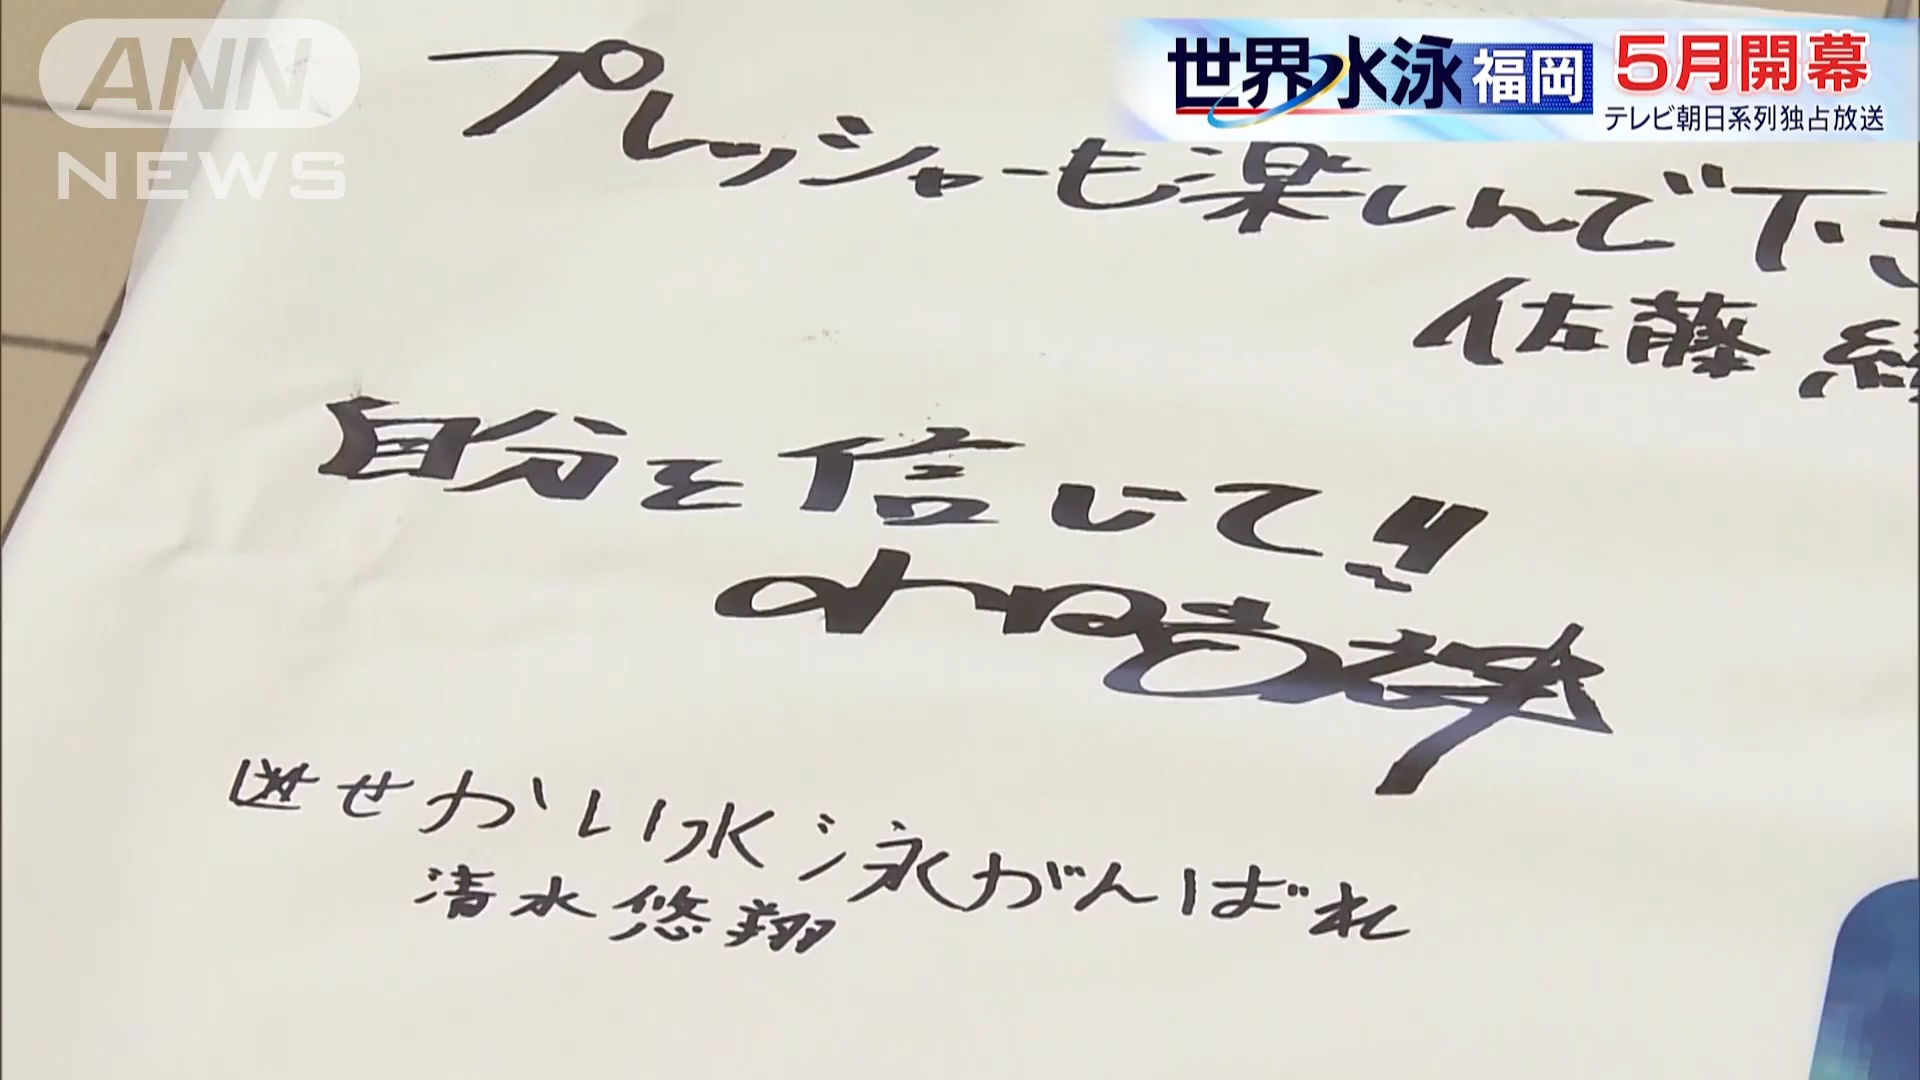 ANN
NEWS
世界水泳福岡
5月開幕
テレビ朝日系列独占放送
プレッシャーも楽しんで下さ
佐藤
自分を信じて!!
せかい水泳がんばれ
清水悠翔